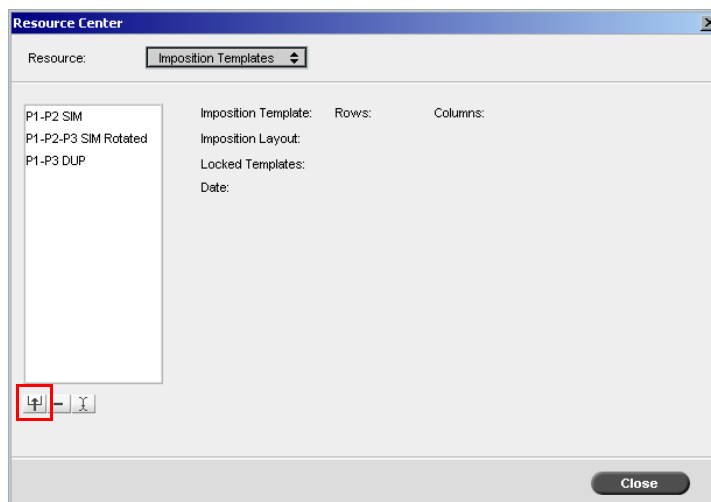 Resource Center
Resource: Imposition Templates
P1-P2 SIM
P1-P2-P3 SIM Rotated
P1-P3 DUP
Imposition Template: Rows: Columns:
Imposition Layout:
Locked Templates:
Date:
Close